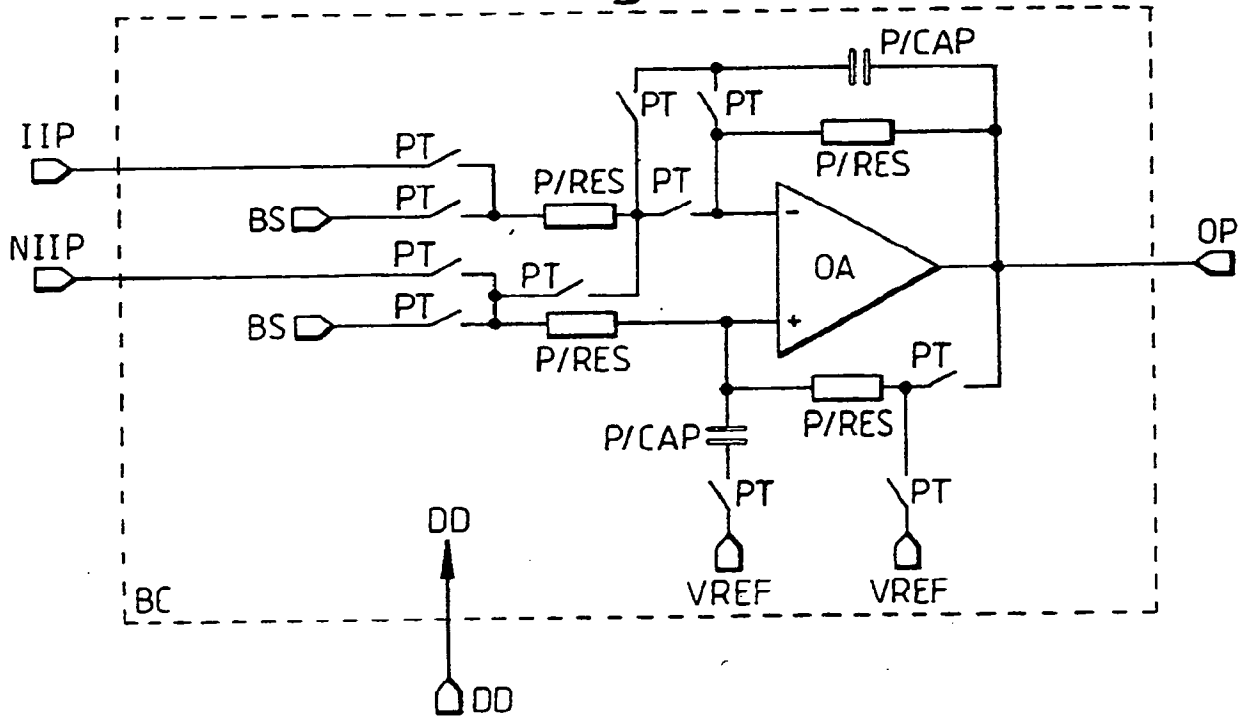 P/CAP
PT
PT
IIP
PT
P/RES
P/RES
PT
BS
PT
-
NIIP
PT
OA
OP
PT
BS
PT
+
P/RES
PT
P/RES
P/CAP
PT
PT
DD
VREF
VREF
BC
DD